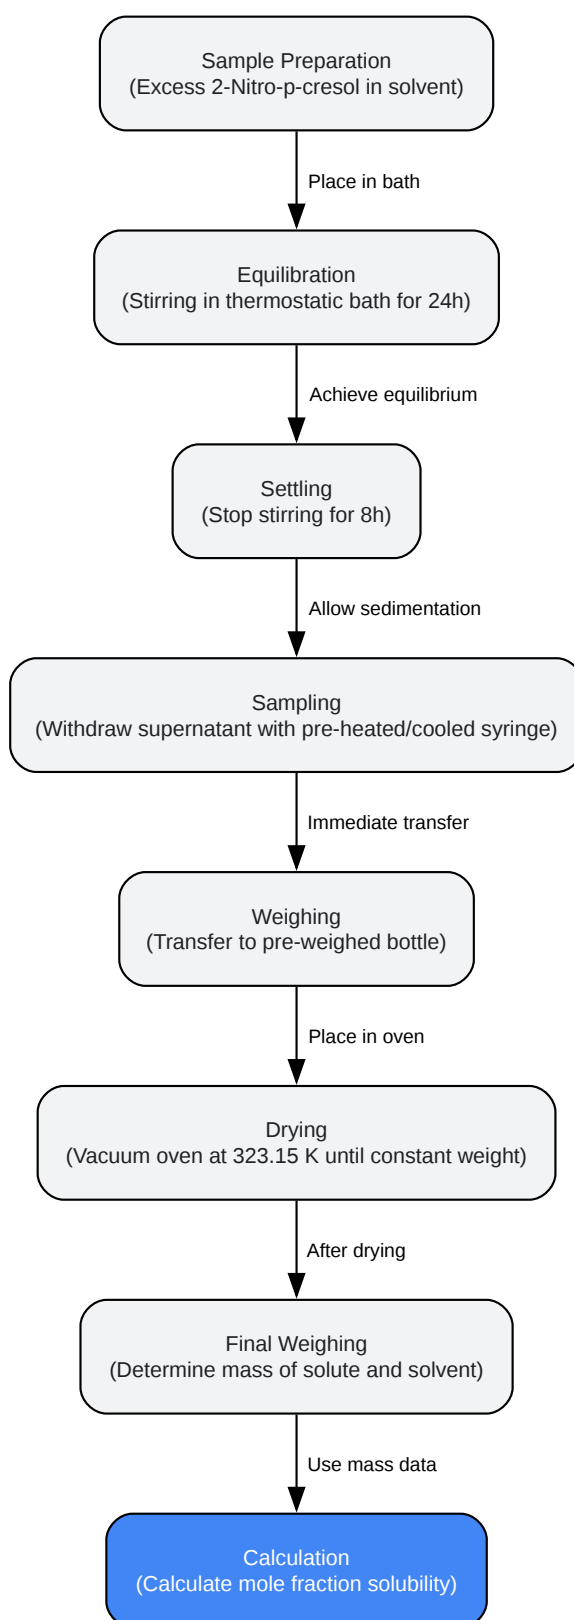 Sample Preparation
(Excess 2-Nitro-p-cresol in solvent)
Place in bath
Equilibration
(Stirring in thermostatic bath for 24h)
Achieve equilibrium
Settling
(Stop stirring for 8h)
Allow sedimentation
Sampling
(Withdraw supernatant with pre-heated/cooled syringe)
Immediate transfer
Weighing
(Transfer to pre-weighed bottle)
Place in oven
Drying
(Vacuum oven at 323.15 K until constant weight)
After drying
Final Weighing
(Determine mass of solute and solvent)
Use mass data
Calculation
(Calculate mole fraction solubility)